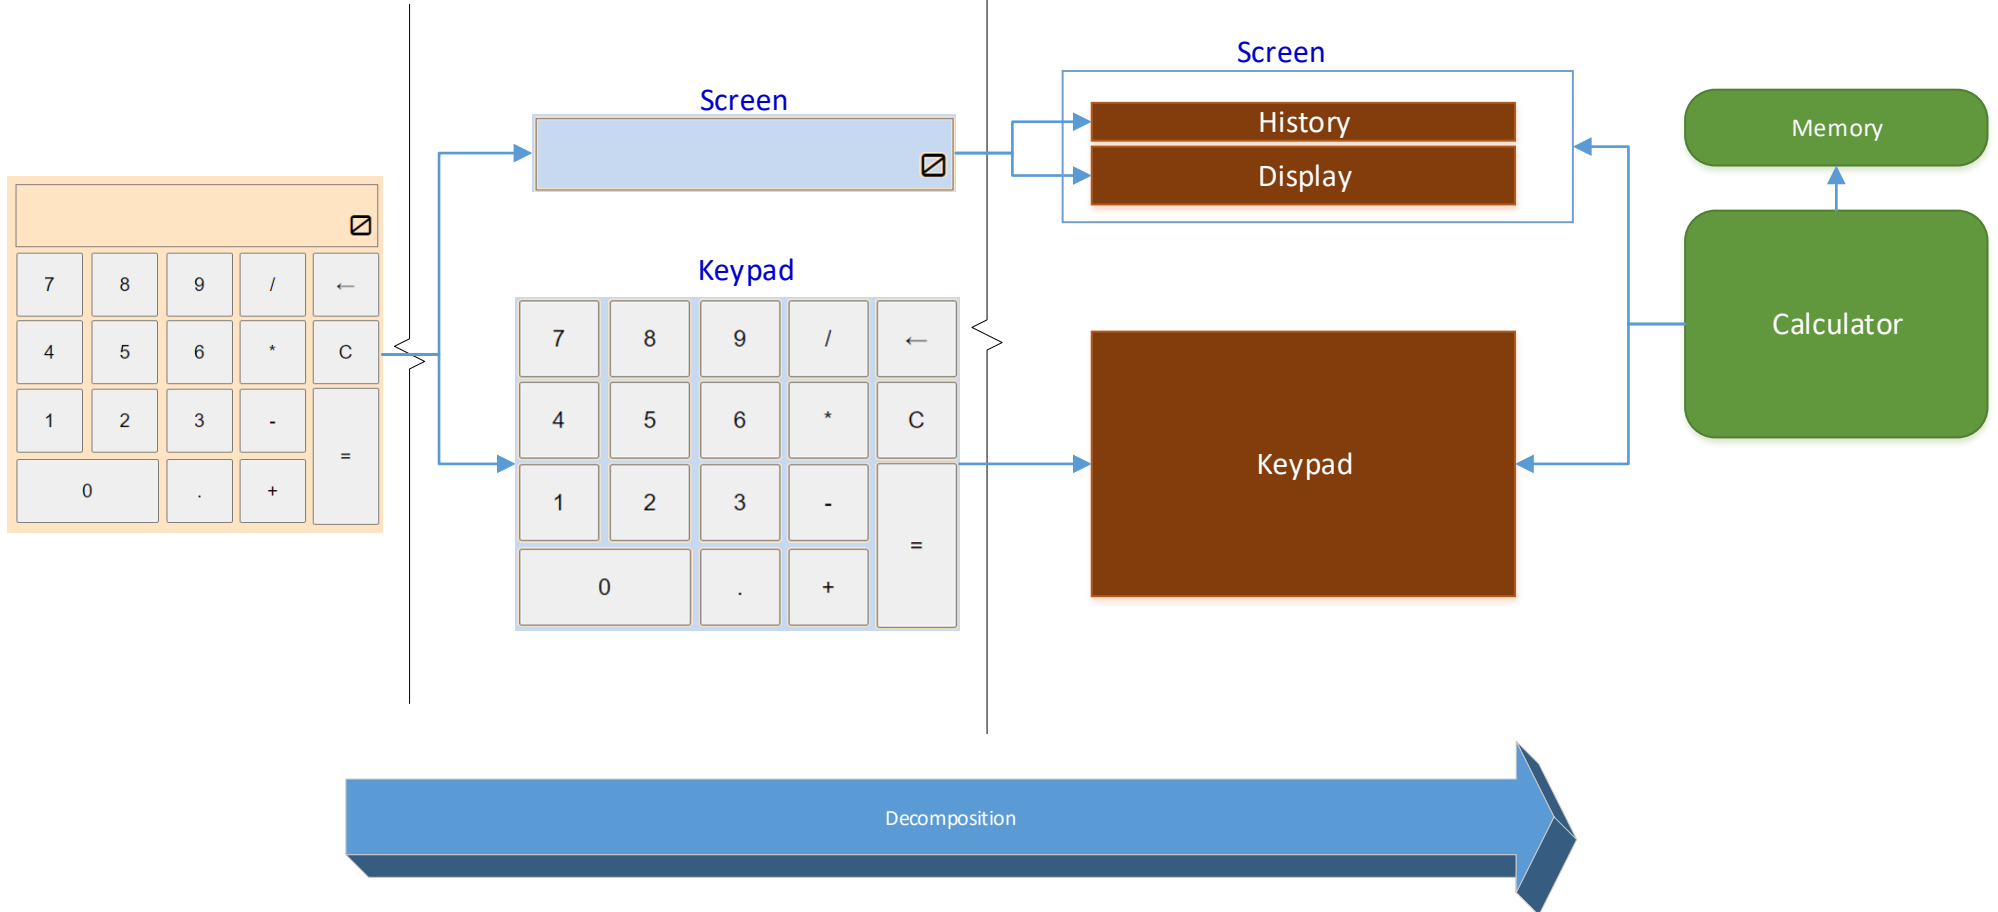 7 8 9 / ←
4 5 6 * C
1 2 3 -
=
0 . +
Screen
Keypad
7 8 9 / ←
4 5 6 * C
1 2 3 -
=
0 . +
Screen
History
Display
Keypad
Memory
Calculator
Decomposition